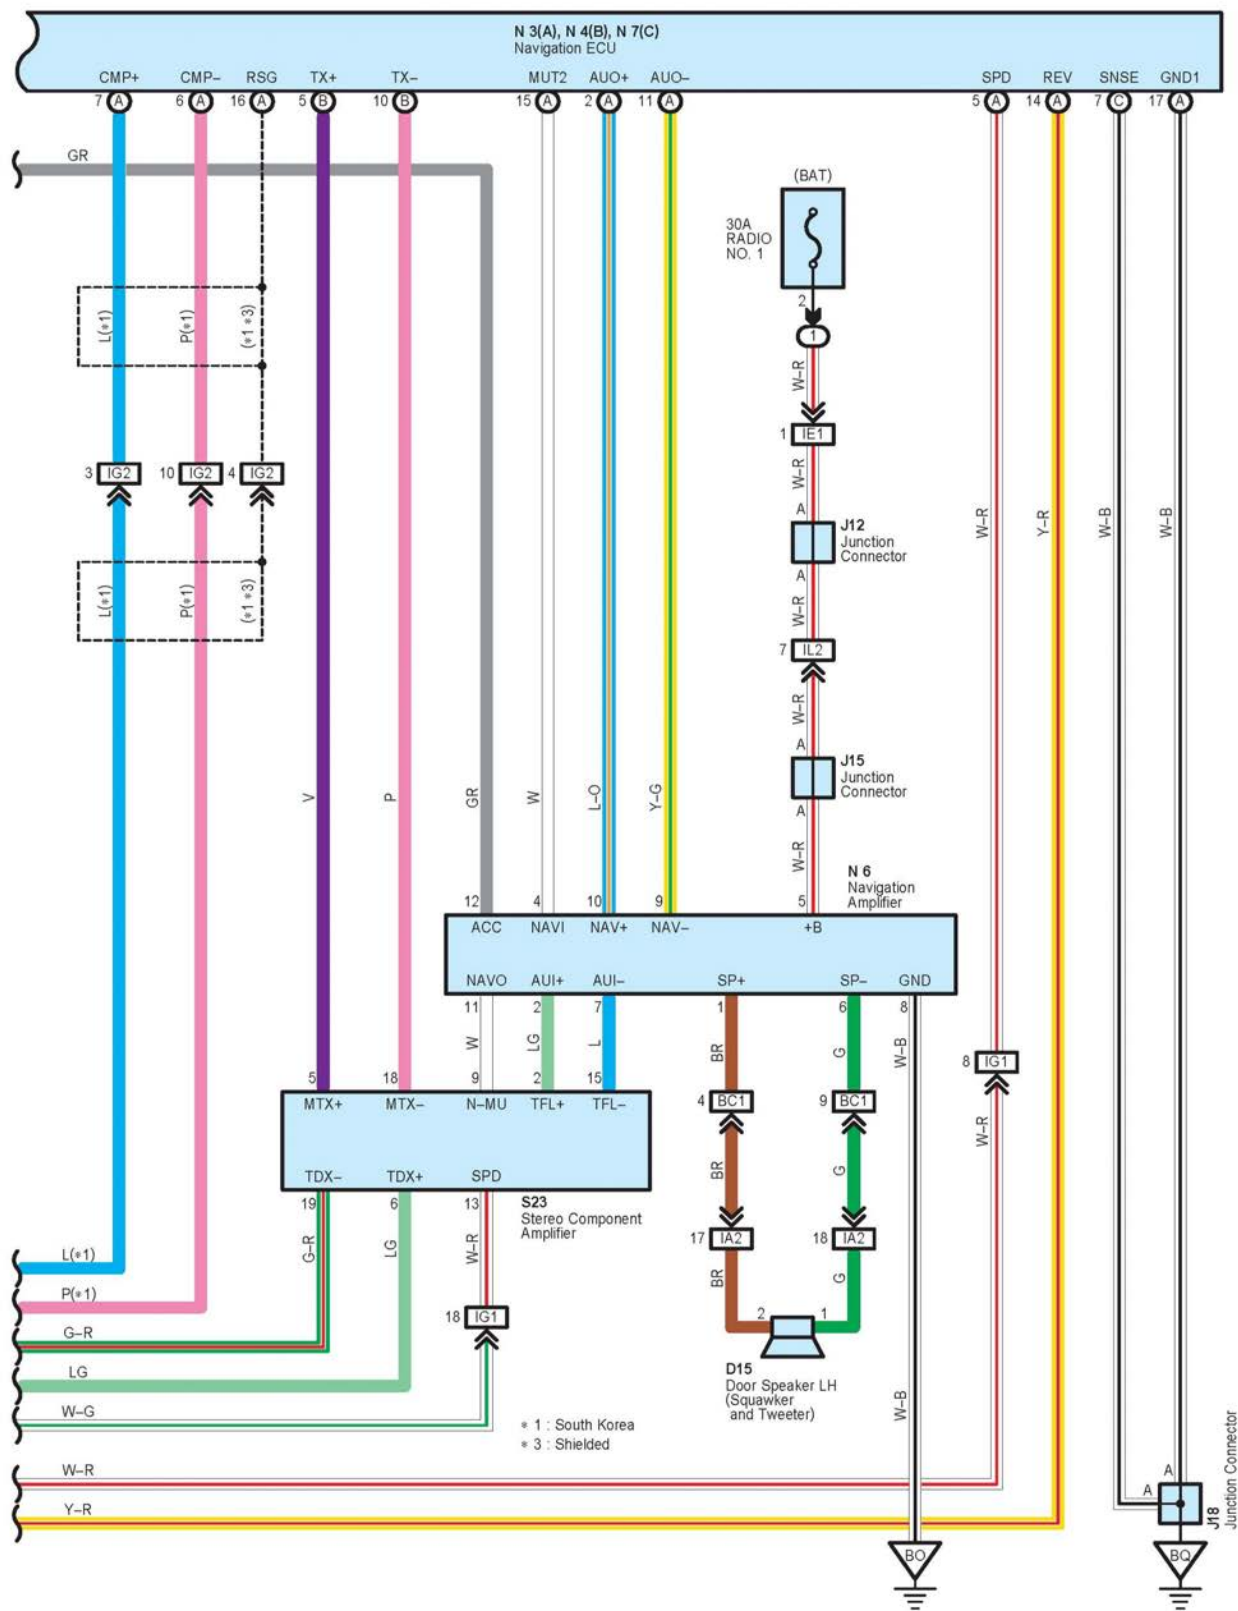 N 3(A), N 4(B), N 7(C)
Navigation ECU
CMP+ CMP– RSG TX+ TX– MUT2 AUO+ AUO– SPD REV SNSE GND1
7 A 6 A 16 A 5 B 10 B 15 A 2 A 11 A 5 A 14 A 7 C 17 A
GR
(BAT)
30A
RADIO
NO. 1
2
1
L(*1) P(*1) (*1 *3)
W–R
1 IE1
3 IG2 10 IG2 4 IG2
W–R
A
J12
Junction
Connector
W–R Y–R W–B W–B
A
L(*1) P(*1) (*1 *3)
W–R
7 IL2
W–R
A
J15
Junction
Connector
V P GR W L–O Y–G
A
W–R
N 6
Navigation
Amplifier
12 4 10 9 5
ACC NAVI NAV+ NAV– +B
NAVO AUI+ AUI– SP+ SP– GND
11 2 7 1 6 8
W LG L BR G W–B
8 IG1
5 18 9 2 15
MTX+ MTX– N–MU TFL+ TFL–
4 BC1 9 BC1
W–R
BR G
TDX– TDX+ SPD
19 6 13
S23
Stereo Component
Amplifier
G–R LG W–R
17 IA2 18 IA2
BR G
L(*1)
P(*1)
18 IG1
2 1
G–R
D15
Door Speaker LH
(Squawker
and Tweeter)
LG
W–G
W–B
* 1 : South Korea
* 3 : Shielded
W–R
A
A
J18
Junction Connector
Y–R
BO BQ